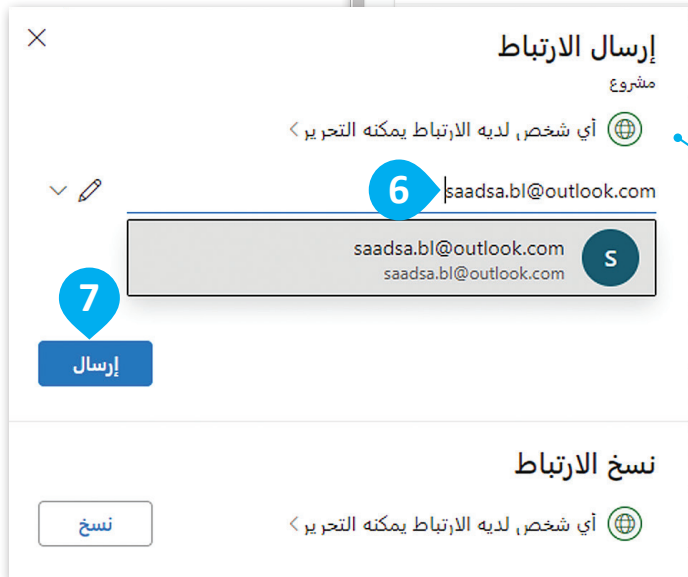 إرسال الارتباط
مشروع
أي شخص لديه الارتباط يمكنه التحرير
saadsa.bl@outlook.com
6
saadsa.bl@outlook.com
saadsa.bl@outlook.com
S
7
إرسال
نسخ الارتباط
أي شخص لديه الارتباط يمكنه التحرير
نسخ